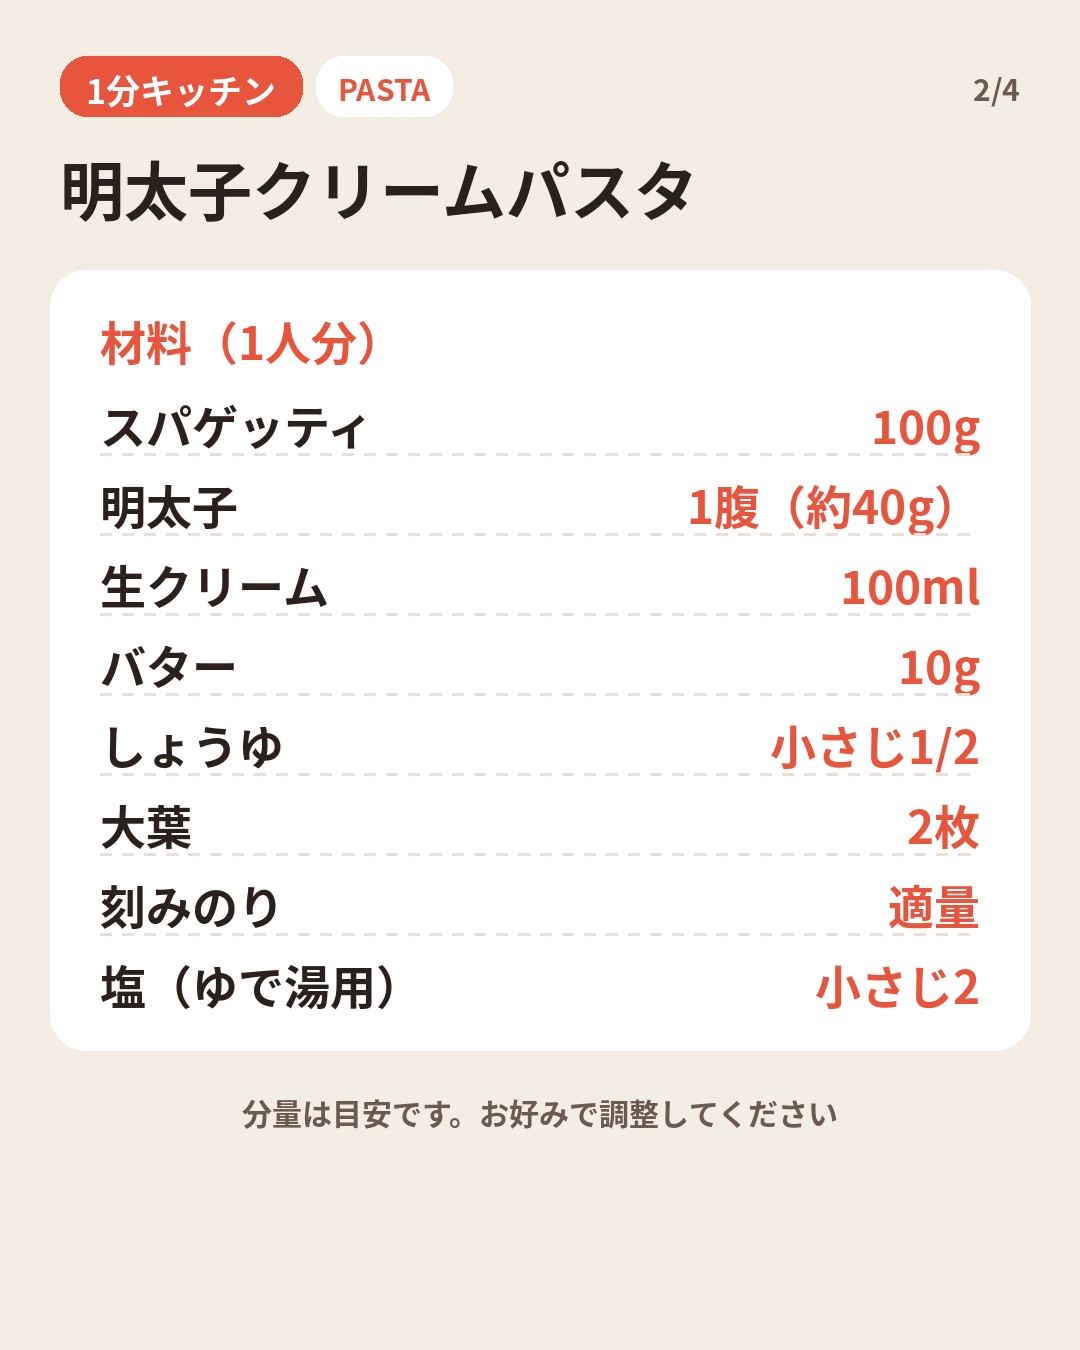 1分キッチン PASTA 2/4
明太子クリームパスタ
材料（1人分）
スパゲッティ 100g
明太子 1腹（約40g）
生クリーム 100ml
バター 10g
しょうゆ 小さじ1/2
大葉 2枚
刻みのり 適量
塩（ゆで湯用） 小さじ2
分量は目安です。お好みで調整してください